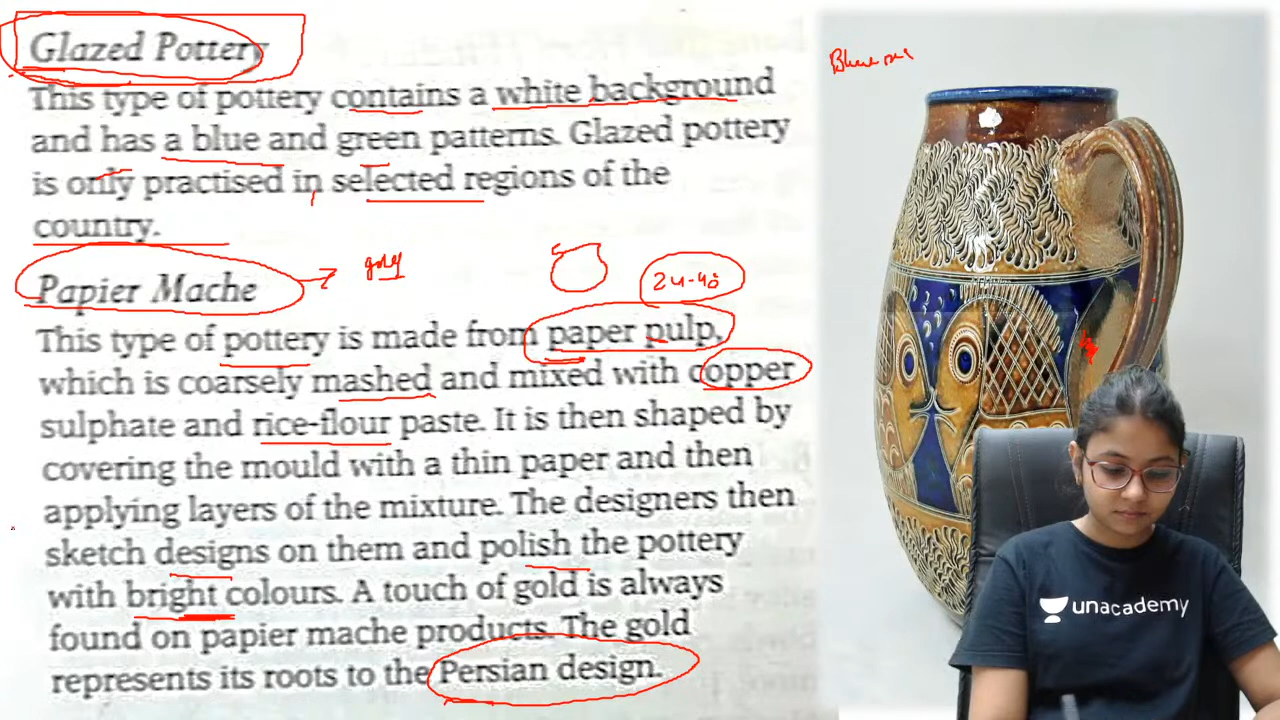 Glazed Pottery
This type of pottery contains a white background
and has a blue and green patterns. Glazed pottery
is only practised in selected regions of the
country.
gold
24-48
Papier Mache
This type of pottery is made from paper pulp,
which is coarsely mashed and mixed with copper
sulphate and rice-flour paste. It is then shaped by
covering the mould with a thin paper and then
applying layers of the mixture. The designers then
sketch designs on them and polish the pottery
with bright colours. A touch of gold is always
found on papier mache products. The gold
represents its roots to the Persian design.
unacademy